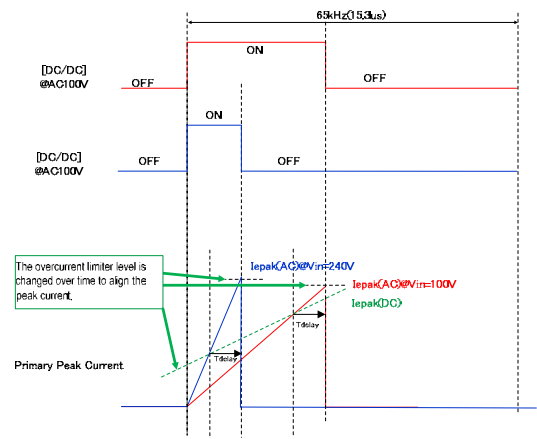 65kHz(15.3us)
ON
[DC/DC]
@AC100V
OFF
OFF
ON
[DC/DC]
@AC100V
OFF
OFF
The overcurrent limiter level is
changed over time to align the
peak current.
Iepak(AC)@Vin=240V
Iepak(AC)@Vin=100V
Iepak(DC)
Tdelay
Tdelay
Primary Peak Current